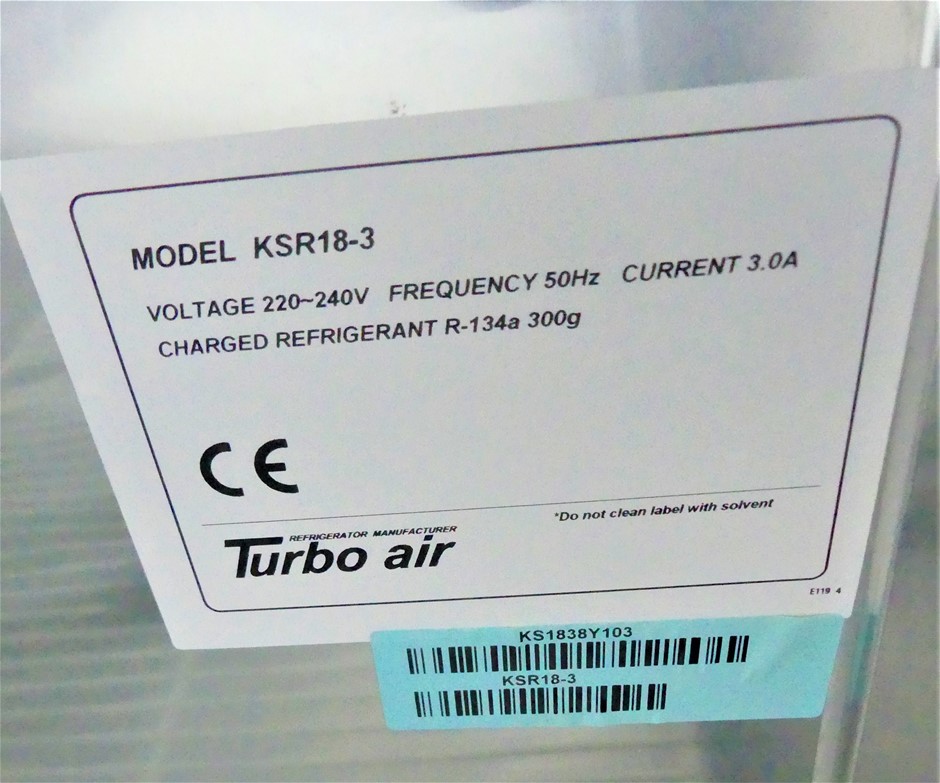 MODEL KSR18-3
VOLTAGE 220~240V FREQUENCY 50Hz CURRENT 3.0A
CHARGED REFRIGERANT R-134a 300g
CE
*Do not clean label with solvent
REFRIGERATOR MANUFACTURER
Turbo air
E119 4
KS1838Y103
KSR18-3